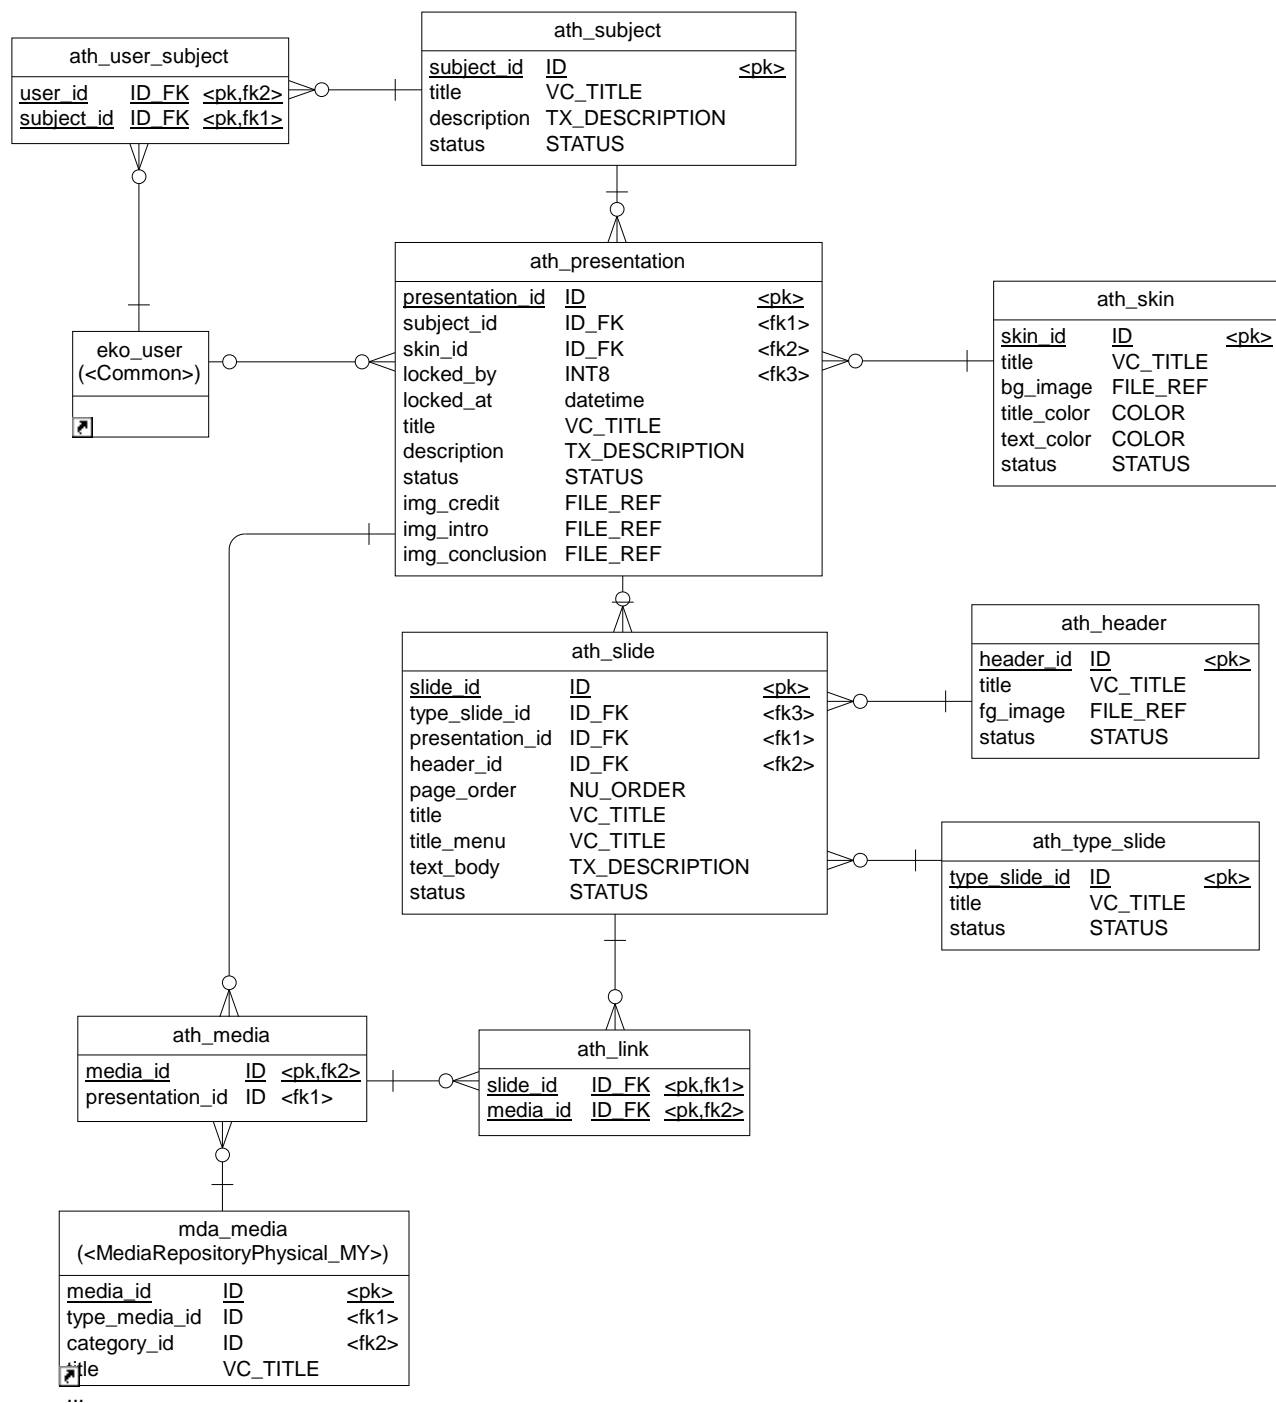 ath_subject
subject_id ID <pk>
title VC_TITLE
description TX_DESCRIPTION
status STATUS
ath_user_subject
user_id ID_FK <pk,fk2>
subject_id ID_FK <pk,fk1>
ath_presentation
presentation_id ID <pk>
subject_id ID_FK <fk1>
skin_id ID_FK <fk2>
locked_by INT8 <fk3>
locked_at datetime
title VC_TITLE
description TX_DESCRIPTION
status STATUS
img_credit FILE_REF
img_intro FILE_REF
img_conclusion FILE_REF
ath_skin
skin_id ID <pk>
title VC_TITLE
bg_image FILE_REF
title_color COLOR
text_color COLOR
status STATUS
eko_user
(<Common>)
ath_slide
slide_id ID <pk>
type_slide_id ID_FK <fk3>
presentation_id ID_FK <fk1>
header_id ID_FK <fk2>
page_order NU_ORDER
title VC_TITLE
title_menu VC_TITLE
text_body TX_DESCRIPTION
status STATUS
ath_header
header_id ID <pk>
title VC_TITLE
fg_image FILE_REF
status STATUS
ath_type_slide
type_slide_id ID <pk>
title VC_TITLE
status STATUS
ath_media
media_id ID <pk,fk2>
presentation_id ID <fk1>
ath_link
slide_id ID_FK <pk,fk1>
media_id ID_FK <pk,fk2>
mda_media
(<MediaRepositoryPhysical_MY>)
media_id ID <pk>
type_media_id ID <fk1>
category_id ID <fk2>
title VC_TITLE
...